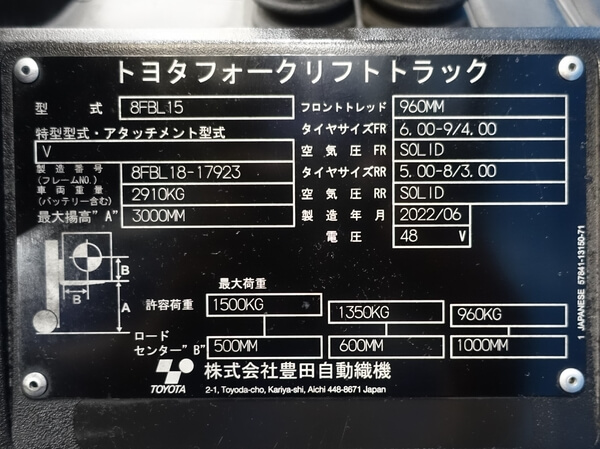 トヨタフォークリフトトラック
型 式 8FBL15 フロントトレッド 960MM
特型型式・アタッチメント型式 タイヤサイズFR 6.00-9/4.00
V 空気圧 FR SOLID
製造番号 (フレームNO.) 8FBL18-17923 タイヤサイズRR 5.00-8/3.00
車両重量 (バッテリー含む) 2910KG 空気圧 RR SOLID
最大揚高"A" 3000MM 製造年月 2022/06
電圧 48 V
B
B
A
最大荷重
許容荷重 1500KG 1350KG 960KG
ロード
センター"B" 500MM 600MM 1000MM
TOYOTA
株式会社豊田自動織機
2-1, Toyoda-cho, Kariya-shi, Aichi 448-8671 Japan
1 JAPANESE 57841-13150-71